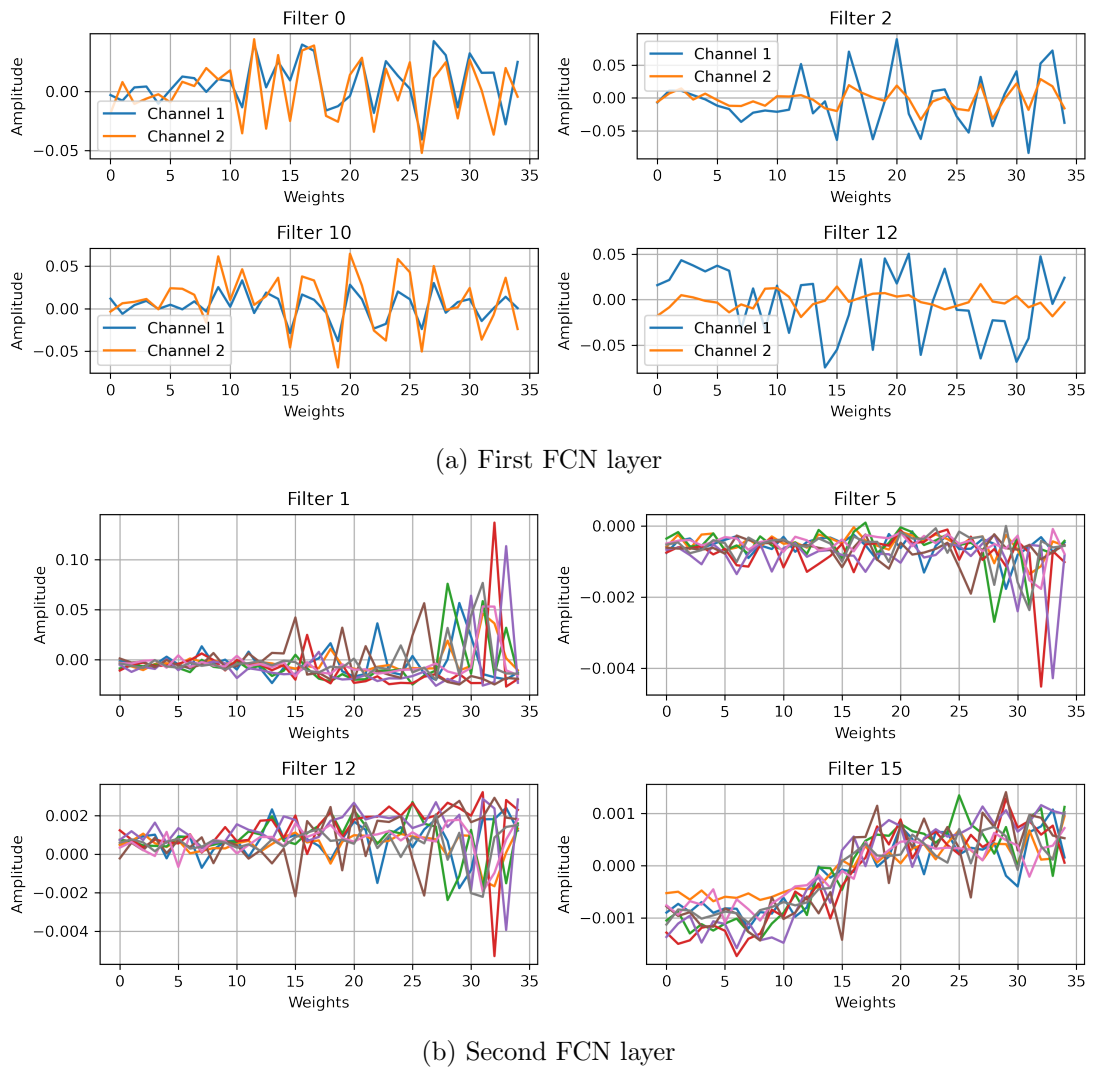 Filter 0
Amplitude
0.00
−0.05
Channel 1
Channel 2
0 5 10 15 20 25 30 35
Weights
Filter 2
Amplitude
0.05
0.00
−0.05
Channel 1
Channel 2
0 5 10 15 20 25 30 35
Weights
Filter 10
Amplitude
0.05
0.00
−0.05
Channel 1
Channel 2
0 5 10 15 20 25 30 35
Weights
Filter 12
Amplitude
0.05
0.00
−0.05
Channel 1
Channel 2
0 5 10 15 20 25 30 35
Weights
(a) First FCN layer
Filter 1
Amplitude
0.10
0.05
0.00
0 5 10 15 20 25 30 35
Weights
Filter 5
Amplitude
0.000
−0.002
−0.004
0 5 10 15 20 25 30 35
Weights
Filter 12
Amplitude
0.002
0.000
−0.002
−0.004
0 5 10 15 20 25 30 35
Weights
Filter 15
Amplitude
0.001
0.000
−0.001
0 5 10 15 20 25 30 35
Weights
(b) Second FCN layer